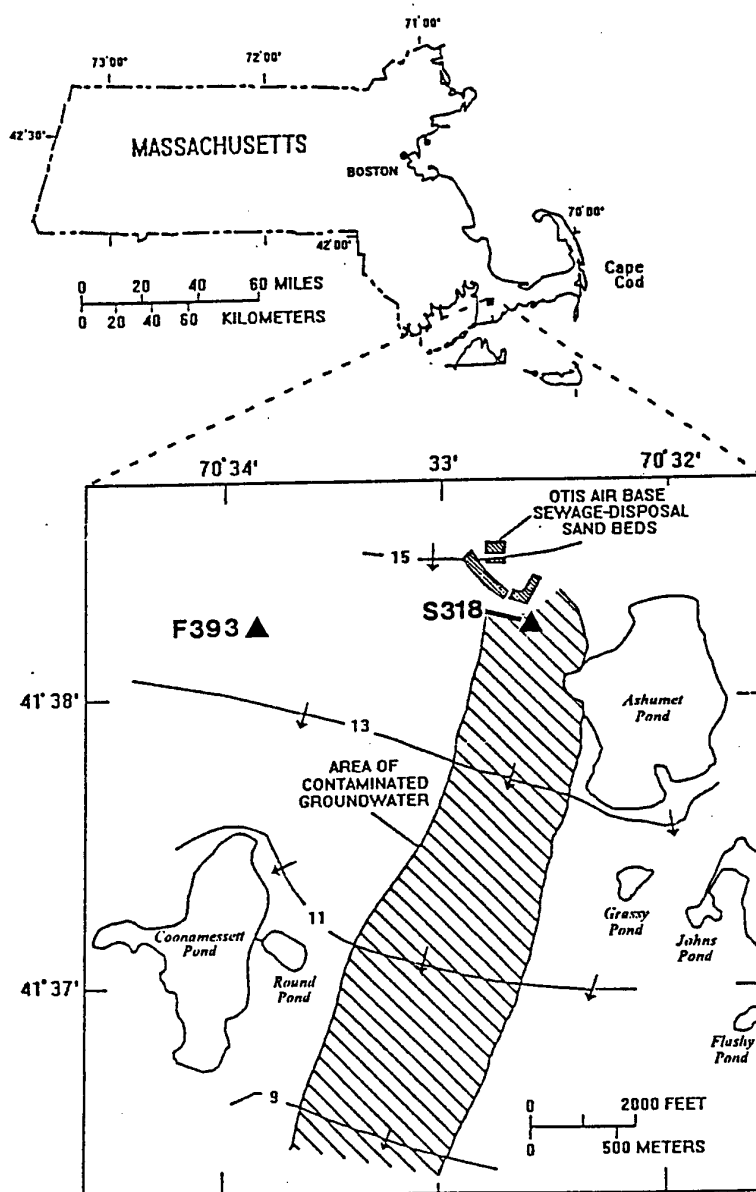 71°00'
73°00'
72°00'
42°30'
MASSACHUSETTS
BOSTON
70°00'
42°00'
Cape
Cod
0 20 40 60 MILES
0 20 40 60 KILOMETERS
70°34'
33'
70°32'
OTIS AIR BASE
SEWAGE-DISPOSAL
SAND BEDS
15
F393
S318
41°38'
13
Ashumet
Pond
AREA OF
CONTAMINATED
GROUNDWATER
11
Coonamessett
Pond
Round
Pond
Grassy
Pond
Johns
Pond
41°37'
Flashy
Pond
9
0 2000 FEET
0 500 METERS